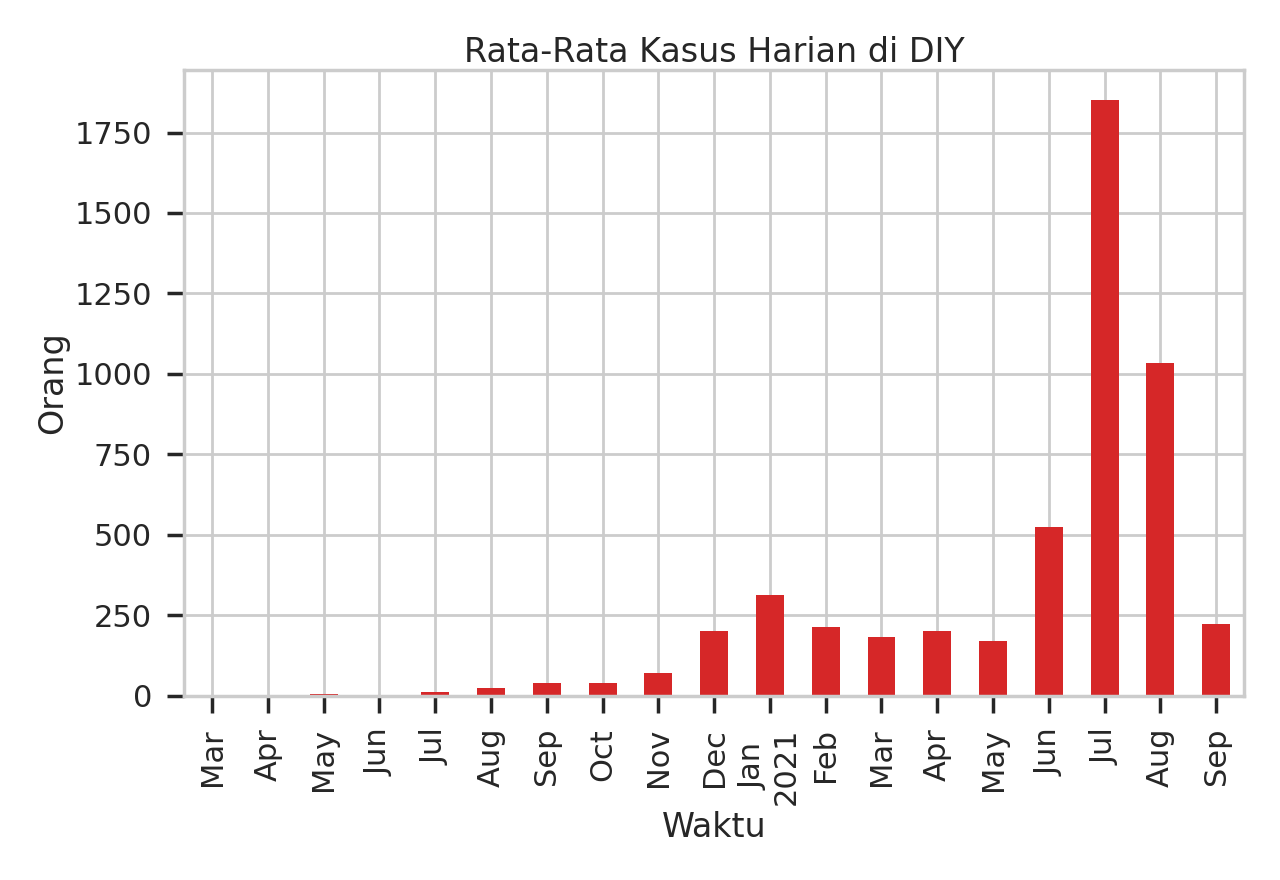 Rata-Rata Kasus Harian di DIY
Orang
1750
1500
1250
1000
750
500
250
0
Mar
Apr
May
Jun
Jul
Aug
Sep
Oct
Nov
Dec
Jan
2021
Feb
Mar
Apr
May
Jun
Jul
Aug
Sep
Waktu